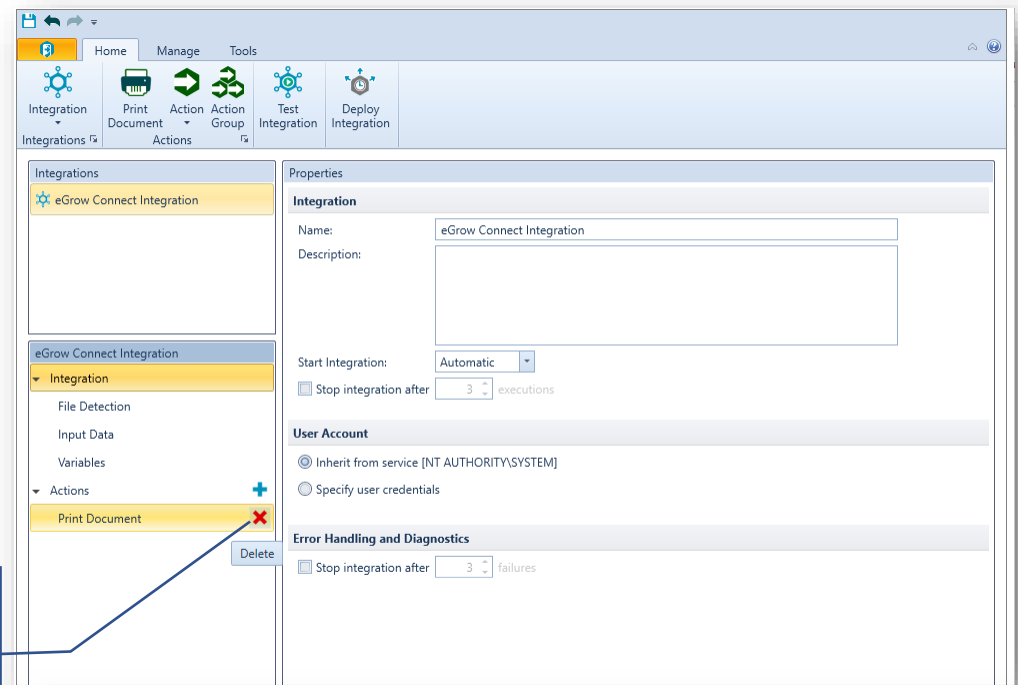 Home Manage Tools
Integration Print Document Action Action Group Test Integration Deploy Integration
Integrations Actions
Integrations
eGrow Connect Integration
eGrow Connect Integration
Integration
File Detection
Input Data
Variables
Actions
Print Document
Delete
Properties
Integration
Name: eGrow Connect Integration
Description:
Start Integration: Automatic
Stop integration after 3 executions
User Account
Inherit from service [NT AUTHORITY\SYSTEM]
Specify user credentials
Error Handling and Diagnostics
Stop integration after 3 failures